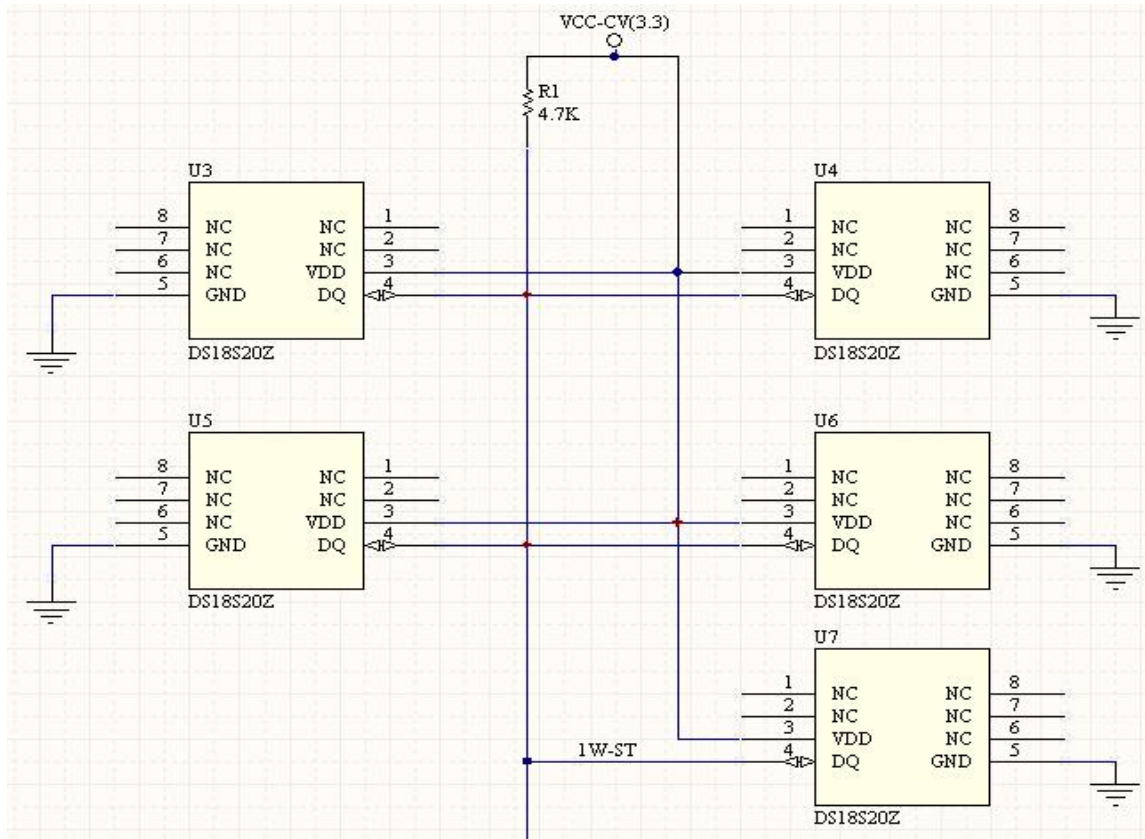 VCC-CV(3.3)
R1
4.7K
U3
8 NC NC 1
7 NC NC 2
6 NC VDD 3
5 GND DQ 4
DS18S20Z
U4
1 NC NC 8
2 NC NC 7
3 VDD NC 6
4 DQ GND 5
DS18S20Z
U5
8 NC NC 1
7 NC NC 2
6 NC VDD 3
5 GND DQ 4
DS18S20Z
U6
1 NC NC 8
2 NC NC 7
3 VDD NC 6
4 DQ GND 5
DS18S20Z
U7
1 NC NC 8
2 NC NC 7
3 VDD NC 6
1W-ST 4 DQ GND 5
DS18S20Z